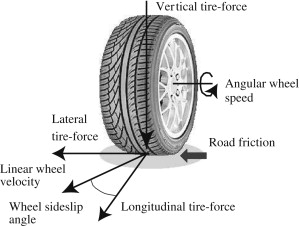 Vertical tire-force
Angular wheel
speed
Lateral
tire-force
Road friction
Linear wheel
velocity
Wheel sideslip
angle
Longitudinal tire-force